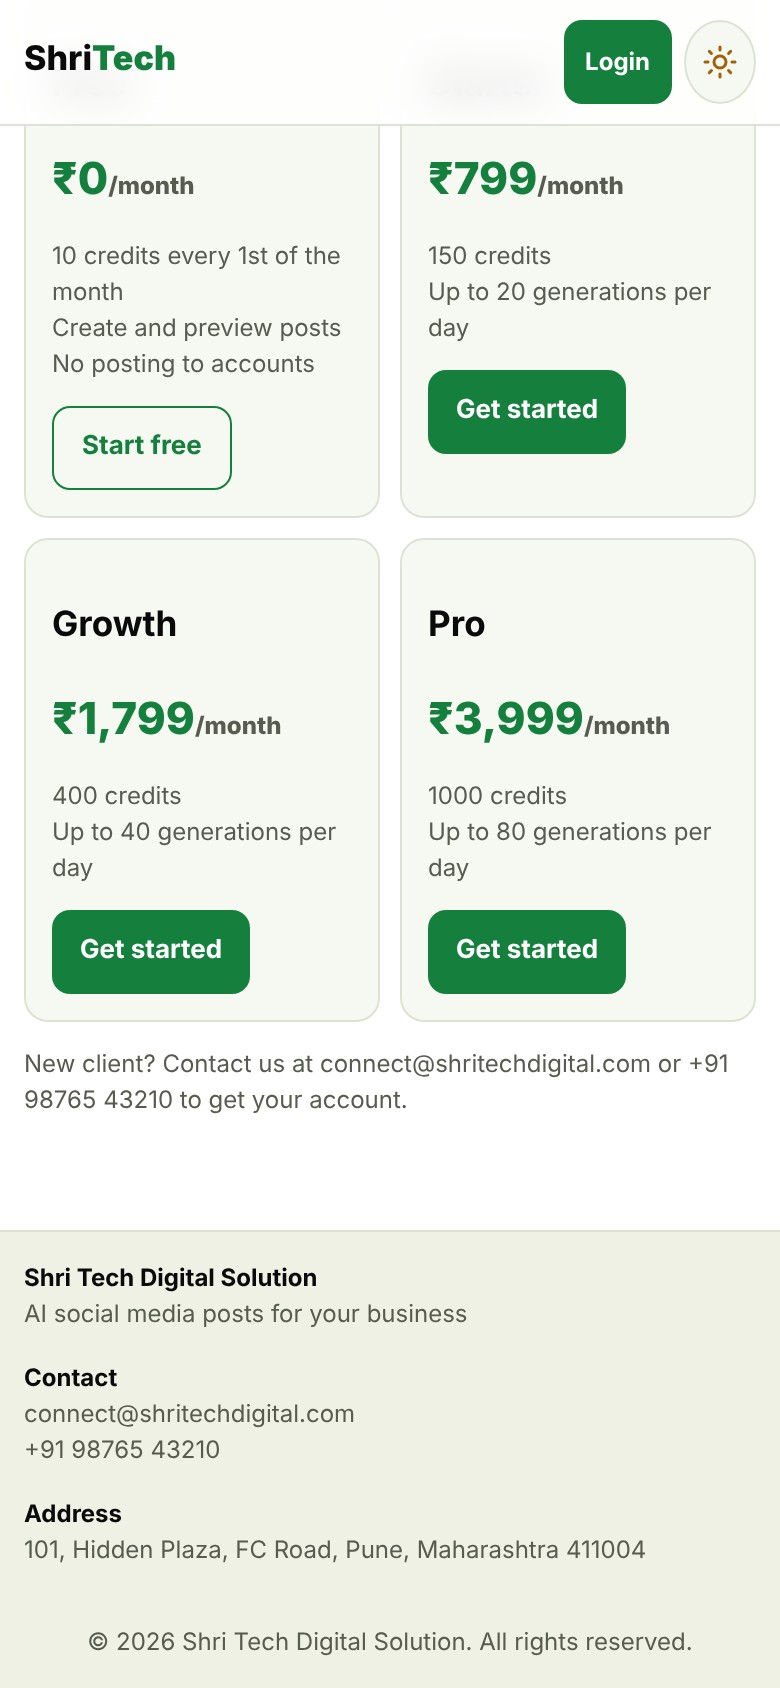 ShriTech
Login
₹0/month
10 credits every 1st of the
month
Create and preview posts
No posting to accounts
Start free
₹799/month
150 credits
Up to 20 generations per
day
Get started
Growth
₹1,799/month
400 credits
Up to 40 generations per
day
Get started
Pro
₹3,999/month
1000 credits
Up to 80 generations per
day
Get started
New client? Contact us at connect@shritechdigital.com or +91
98765 43210 to get your account.
Shri Tech Digital Solution
AI social media posts for your business
Contact
connect@shritechdigital.com
+91 98765 43210
Address
101, Hidden Plaza, FC Road, Pune, Maharashtra 411004
© 2026 Shri Tech Digital Solution. All rights reserved.